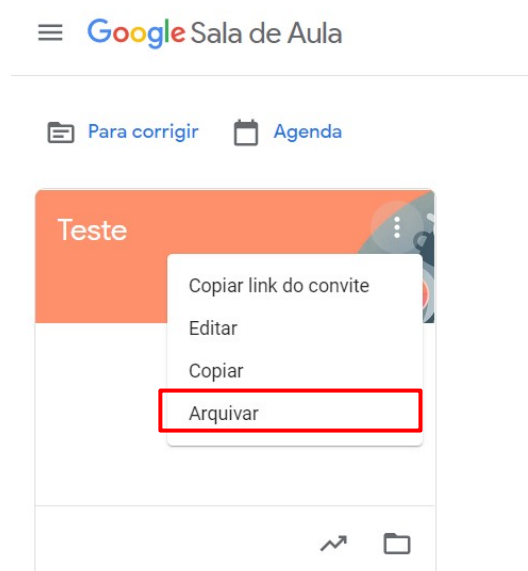 Google Sala de Aula
Para corrigir Agenda
Teste
Copiar link do convite
Editar
Copiar
Arquivar